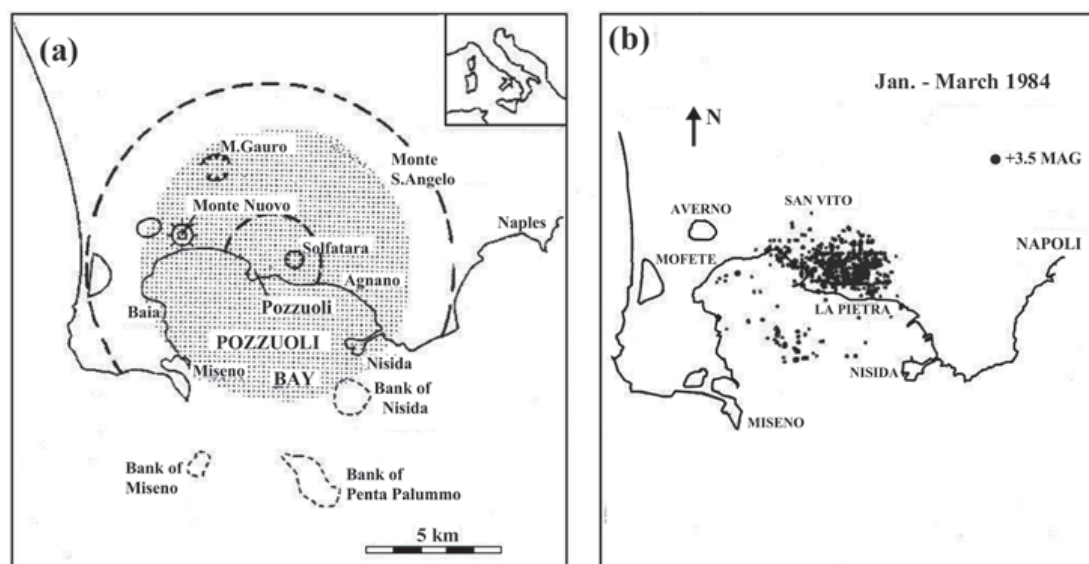 (a)
M.Gauro
Monte
S.Angelo
Monte Nuovo
Naples
Solfatara
Agnano
Pozzuoli
Baia
POZZUOLI
BAY
Nisida
Miseno
Bank of
Nisida
Bank of
Miseno
Bank of
Penta Palummo
5 km
(b)
Jan. - March 1984
N
+3.5 MAG
SAN VITO
AVERNO
NAPOLI
MOFETE
LA PIETRA
NISIDA
MISENO